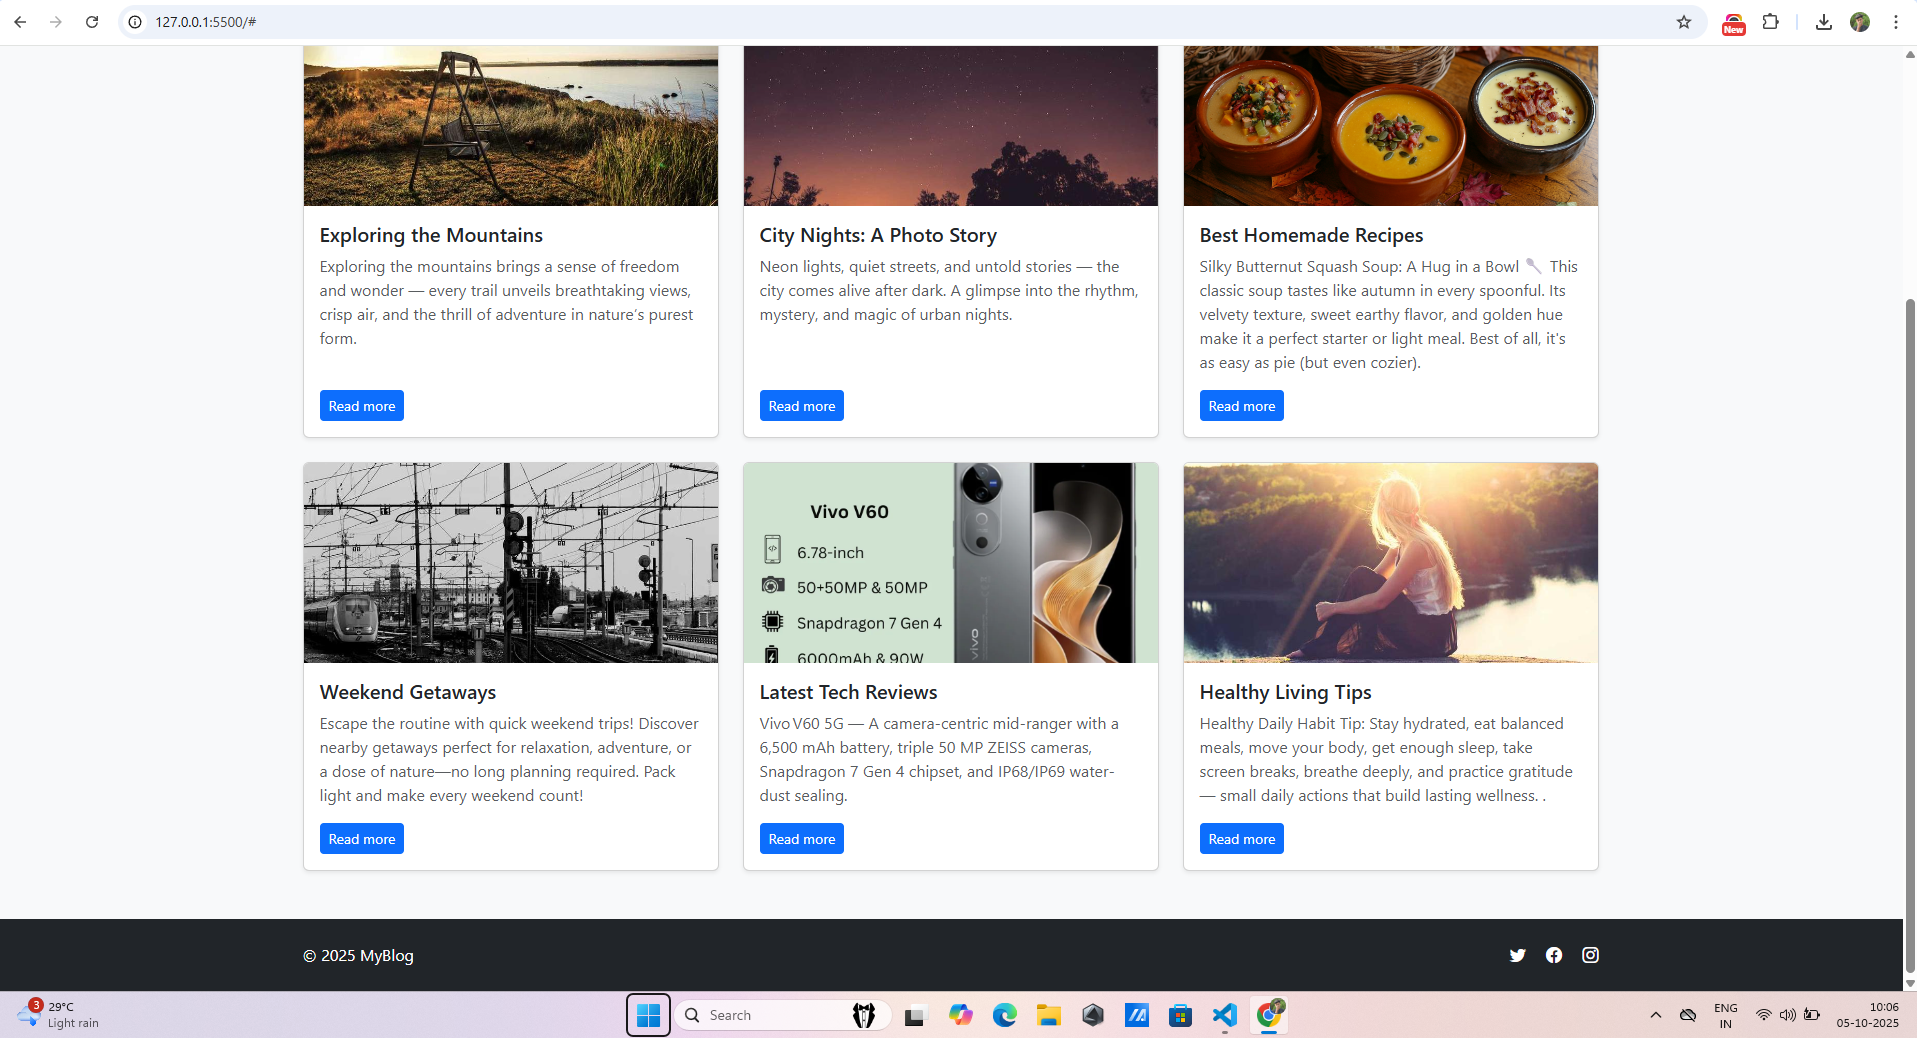 127.0.0.1:5500/#
New
Exploring the Mountains
Exploring the mountains brings a sense of freedom
and wonder — every trail unveils breathtaking views,
crisp air, and the thrill of adventure in nature's purest
form.
Read more
City Nights: A Photo Story
Neon lights, quiet streets, and untold stories — the
city comes alive after dark. A glimpse into the rhythm,
mystery, and magic of urban nights.
Read more
Best Homemade Recipes
Silky Butternut Squash Soup: A Hug in a Bowl 🥄 This
classic soup tastes like autumn in every spoonful. Its
velvety texture, sweet earthy flavor, and golden hue
make it a perfect starter or light meal. Best of all, it's
as easy as pie (but even cozier).
Read more
Weekend Getaways
Escape the routine with quick weekend trips! Discover
nearby getaways perfect for relaxation, adventure, or
a dose of nature—no long planning required. Pack
light and make every weekend count!
Read more
Vivo V60
6.78-inch
50+50MP & 50MP
Snapdragon 7 Gen 4
6000mAh & 90W
vivo
Latest Tech Reviews
Vivo V60 5G — A camera-centric mid-ranger with a
6,500 mAh battery, triple 50 MP ZEISS cameras,
Snapdragon 7 Gen 4 chipset, and IP68/IP69 water-
dust sealing.
Read more
Healthy Living Tips
Healthy Daily Habit Tip: Stay hydrated, eat balanced
meals, move your body, get enough sleep, take
screen breaks, breathe deeply, and practice gratitude
— small daily actions that build lasting wellness. .
Read more
© 2025 MyBlog
3
29°C
Light rain
Search
ENG
IN
10:06
05-10-2025